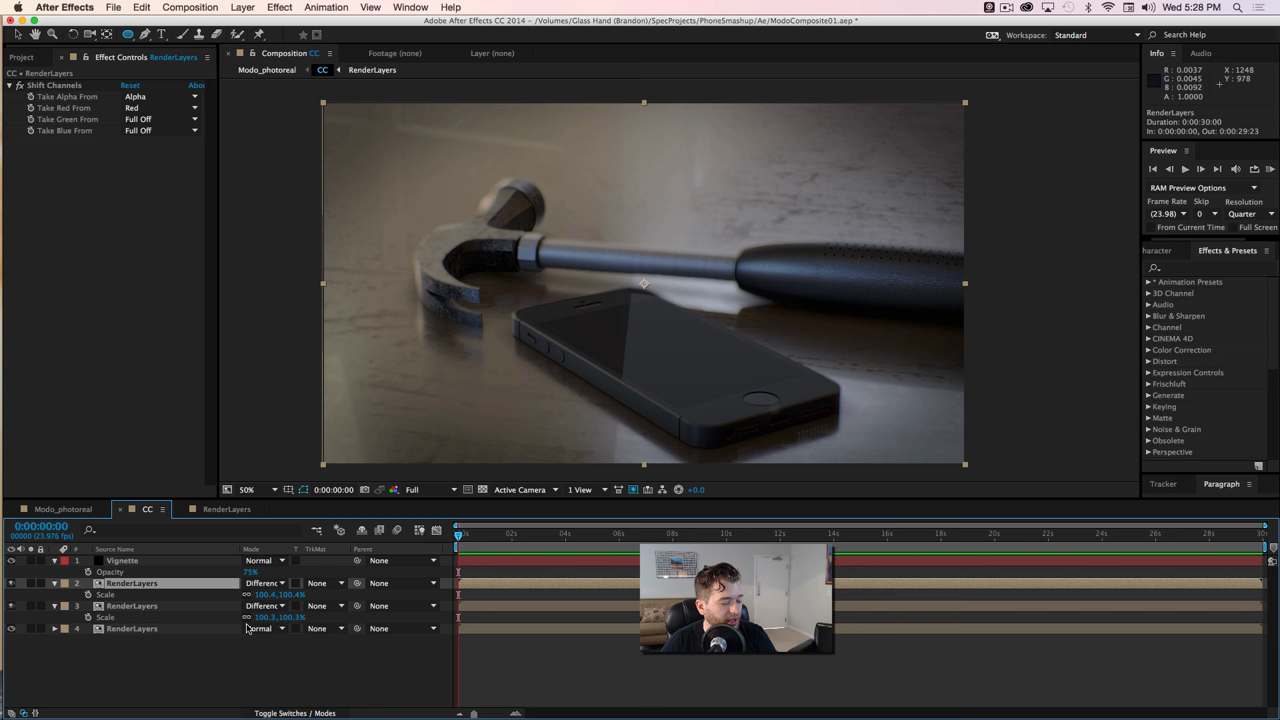 After Effects File Edit Composition Layer Effect Animation View Window Help Wed 5:28 PM
Adobe After Effects CC 2014 - /Volumes/Glass Hand (Brandon)/SpecProjects/PhoneSmashup/Ae/ModoComposite01.aep *
Workspace: Standard Search Help
Project Effect Controls RenderLayers
Composition CC Footage (none) Layer (none)
Info Audio
CC • RenderLayers
Modo_photoreal CC RenderLayers
fx Shift Channels Reset Abou
Take Alpha From Alpha
Take Red From Red
Take Green From Full Off
Take Blue From Full Off
R: 0.0037 X: 1248
G: 0.0045 Y: 978
B: 0.0092
A: 1.0000
RenderLayers
Duration: 0:00:30:00
In: 0:00:00:00, Out: 0:00:29:23
Preview
RAM Preview Options
Frame Rate Skip Resolution
(23.98) 0 Quarter
From Current Time Full Screen
haracter Effects & Presets
* Animation Presets
3D Channel
Audio
Blur & Sharpen
Channel
CINEMA 4D
Color Correction
Distort
Expression Controls
Frischluft
Generate
Keying
Matte
Noise & Grain
Obsolete
Perspective
Tracker Paragraph
50% 0:00:00:00 Full Active Camera 1 View +0.0
Modo_photoreal CC RenderLayers
0:00:00:00
00000 (23.976 fps)
02s 04s 06s 08s 10s 12s 14s 16s 18s 20s 22s 24s 26s 28s
# Source Name Mode T TrkMat Parent
1 Vignette Normal None
Opacity 75%
2 RenderLayers Differenc None None
Scale 100.4,100.4%
3 RenderLayers Differenc None None
Scale 100.3,100.3%
4 RenderLayers Normal None None
Toggle Switches / Modes